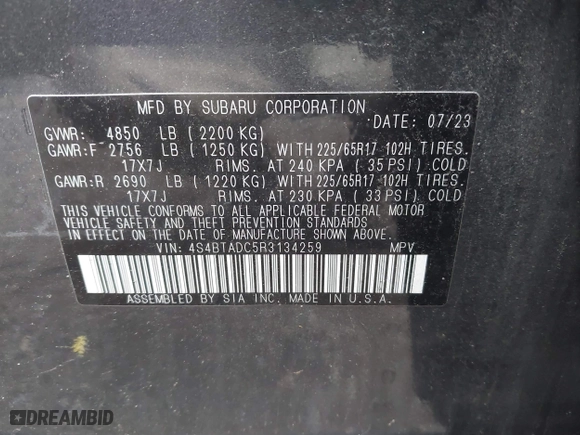 MFD BY SUBARU CORPORATION
DATE: 07/23
GVWR: 4850 LB (2200 KG)
GAWR:F 2756 LB (1250 KG) WITH 225/65R17 102H TIRES.
17X7J RIMS. AT 240 KPA (35 PSI) COLD
GAWR:R 2690 LB (1220 KG) WITH 225/65R17 102H TIRES.
17X7J RIMS. AT 230 KPA (33 PSI) COLD
THIS VEHICLE CONFORMS TO ALL APPLICABLE FEDERAL MOTOR
VEHICLE SAFETY AND THEFT PREVENTION STANDARDS
IN EFFECT ON THE DATE OF MANUFACTURE SHOWN ABOVE.
VIN: 4S4BTADC5R3134259 MPV
ASSEMBLED BY SIA INC. MADE IN U.S.A.
DREAMBID